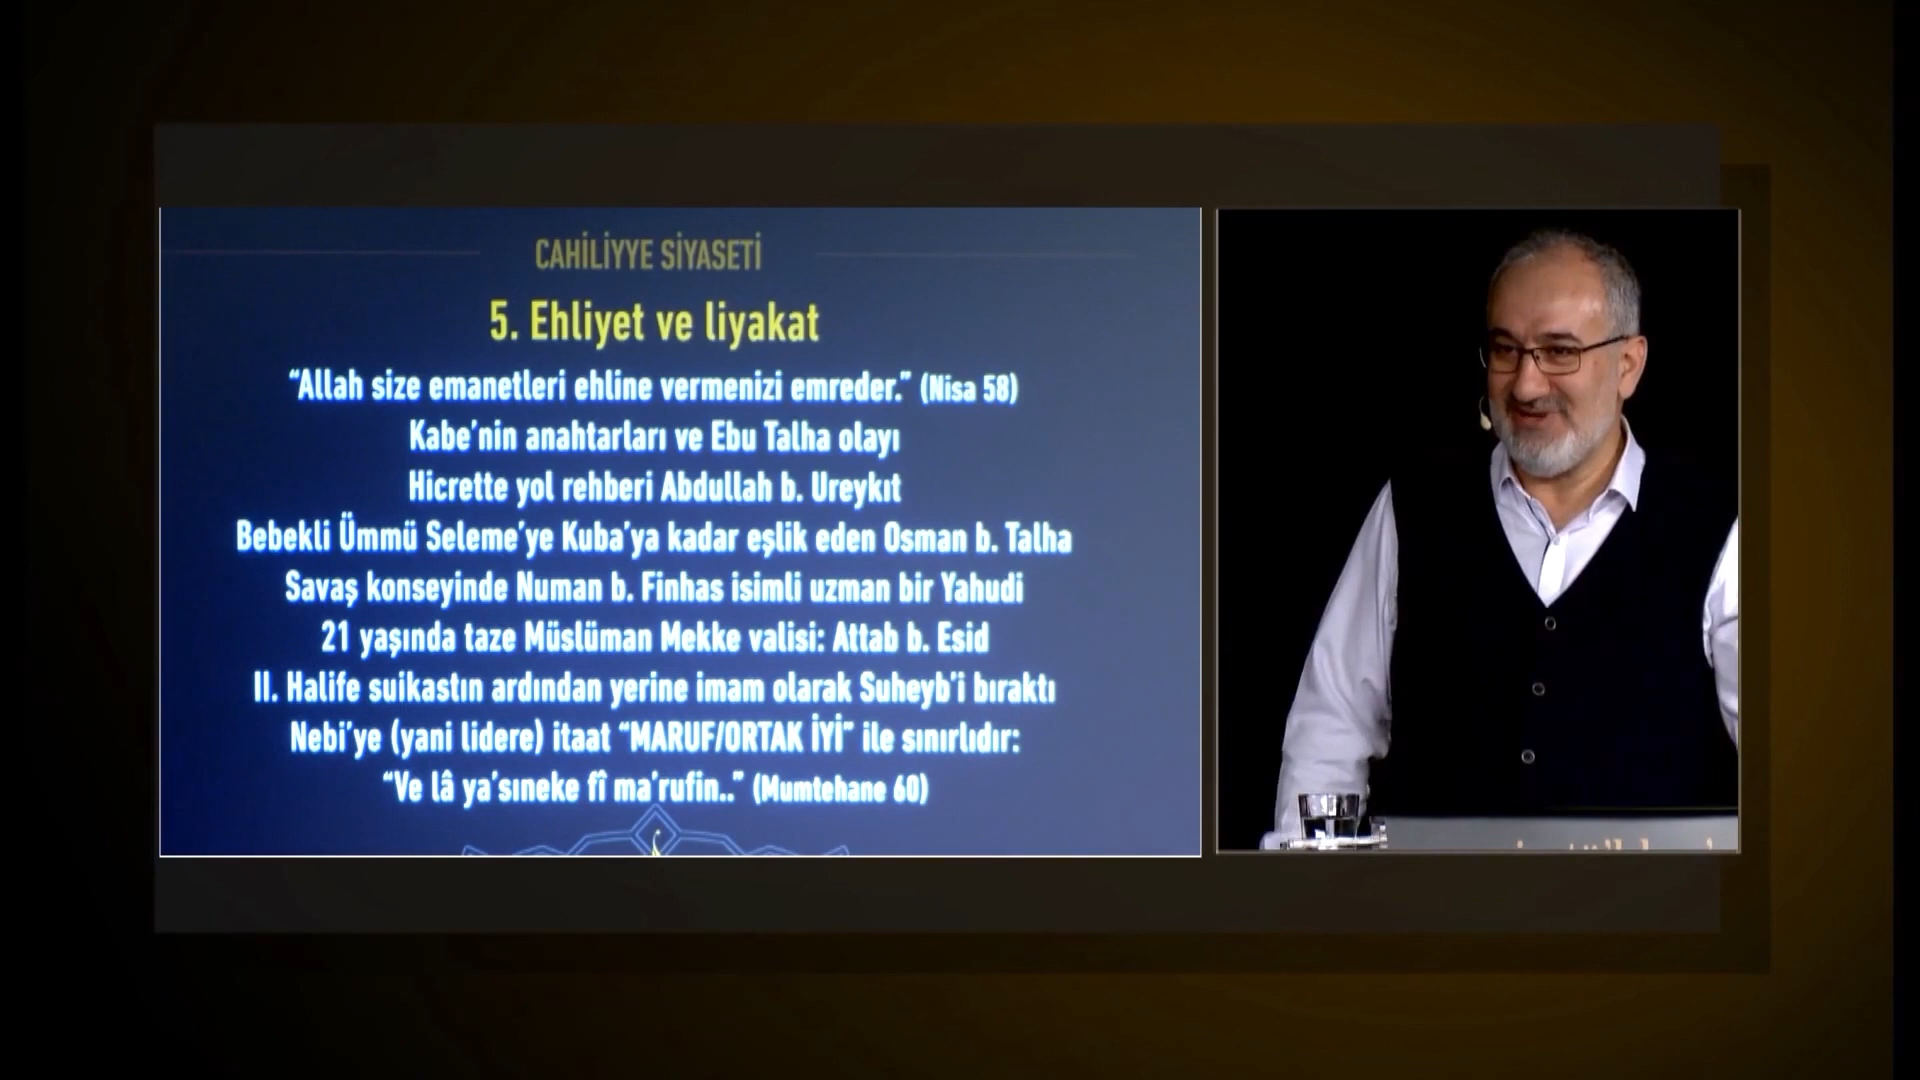 CAHİLİYYE SİYASETİ
5. Ehliyet ve liyakat
“Allah size emanetleri ehline vermenizi emreder.” (Nisa 58)
Kabe’nin anahtarları ve Ebu Talha olayı
Hicrette yol rehberi Abdullah b. Ureykıt
Bebekli Ümmü Seleme’ye Kuba’ya kadar eşlik eden Osman b. Talha
Savaş konseyinde Numan b. Finhas isimli uzman bir Yahudi
21 yaşında taze Müslüman Mekke valisi: Attab b. Esid
II. Halife suikastın ardından yerine imam olarak Suheyb’i bıraktı
Nebi’ye (yani lidere) itaat “MARUF/ORTAK İYİ” ile sınırlıdır:
“Ve lâ ya’sıneke fî ma’rufin..” (Mumtehane 60)